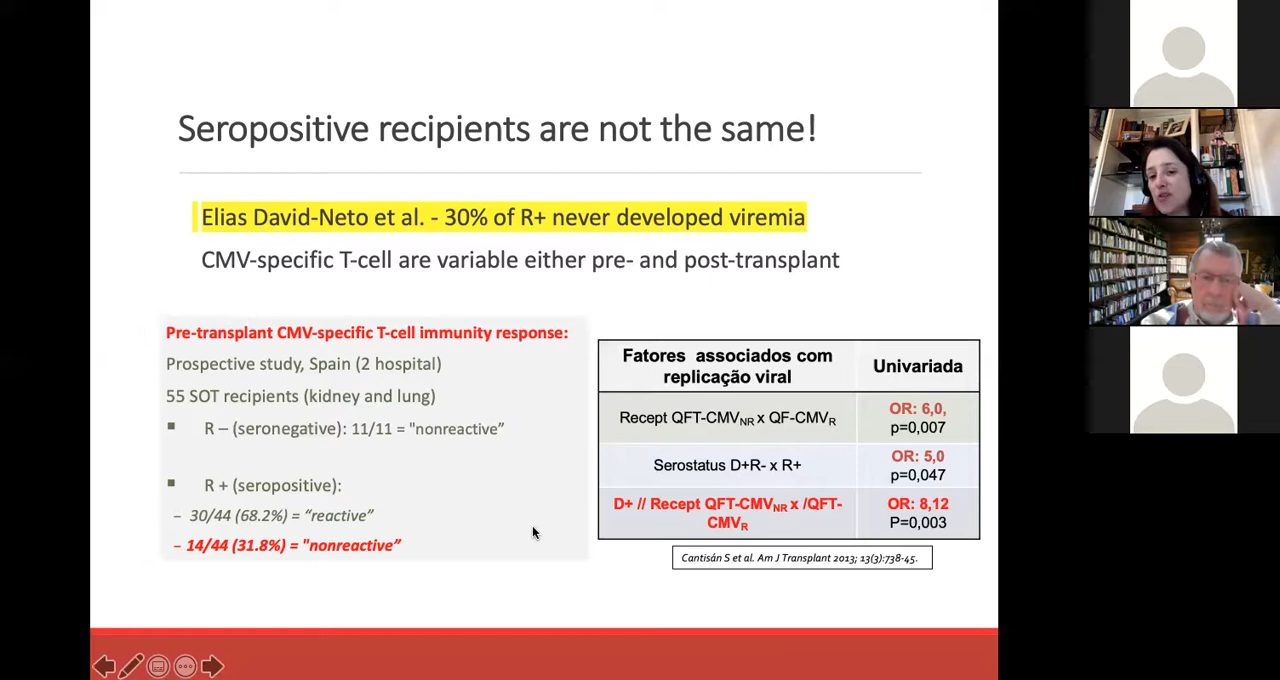 Seropositive recipients are not the same!
Elias David-Neto et al. - 30% of R+ never developed viremia
CMV-specific T-cell are variable either pre- and post-transplant
Pre-transplant CMV-specific T-cell immunity response:
Prospective study, Spain (2 hospital)
55 SOT recipients (kidney and lung)
▪ R – (seronegative): 11/11 = "nonreactive”
▪ R + (seropositive):
– 30/44 (68.2%) = “reactive”
– 14/44 (31.8%) = "nonreactive”
Fatores associados com
replicação viral
Univariada
Recept QFT-CMVNR x QF-CMVR
OR: 6,0,
p=0,007
Serostatus D+R- x R+
OR: 5,0
p=0,047
D+ // Recept QFT-CMVNR x /QFT-
CMVR
OR: 8,12
P=0,003
Cantisán S et al. Am J Transplant 2013; 13(3):738-45.